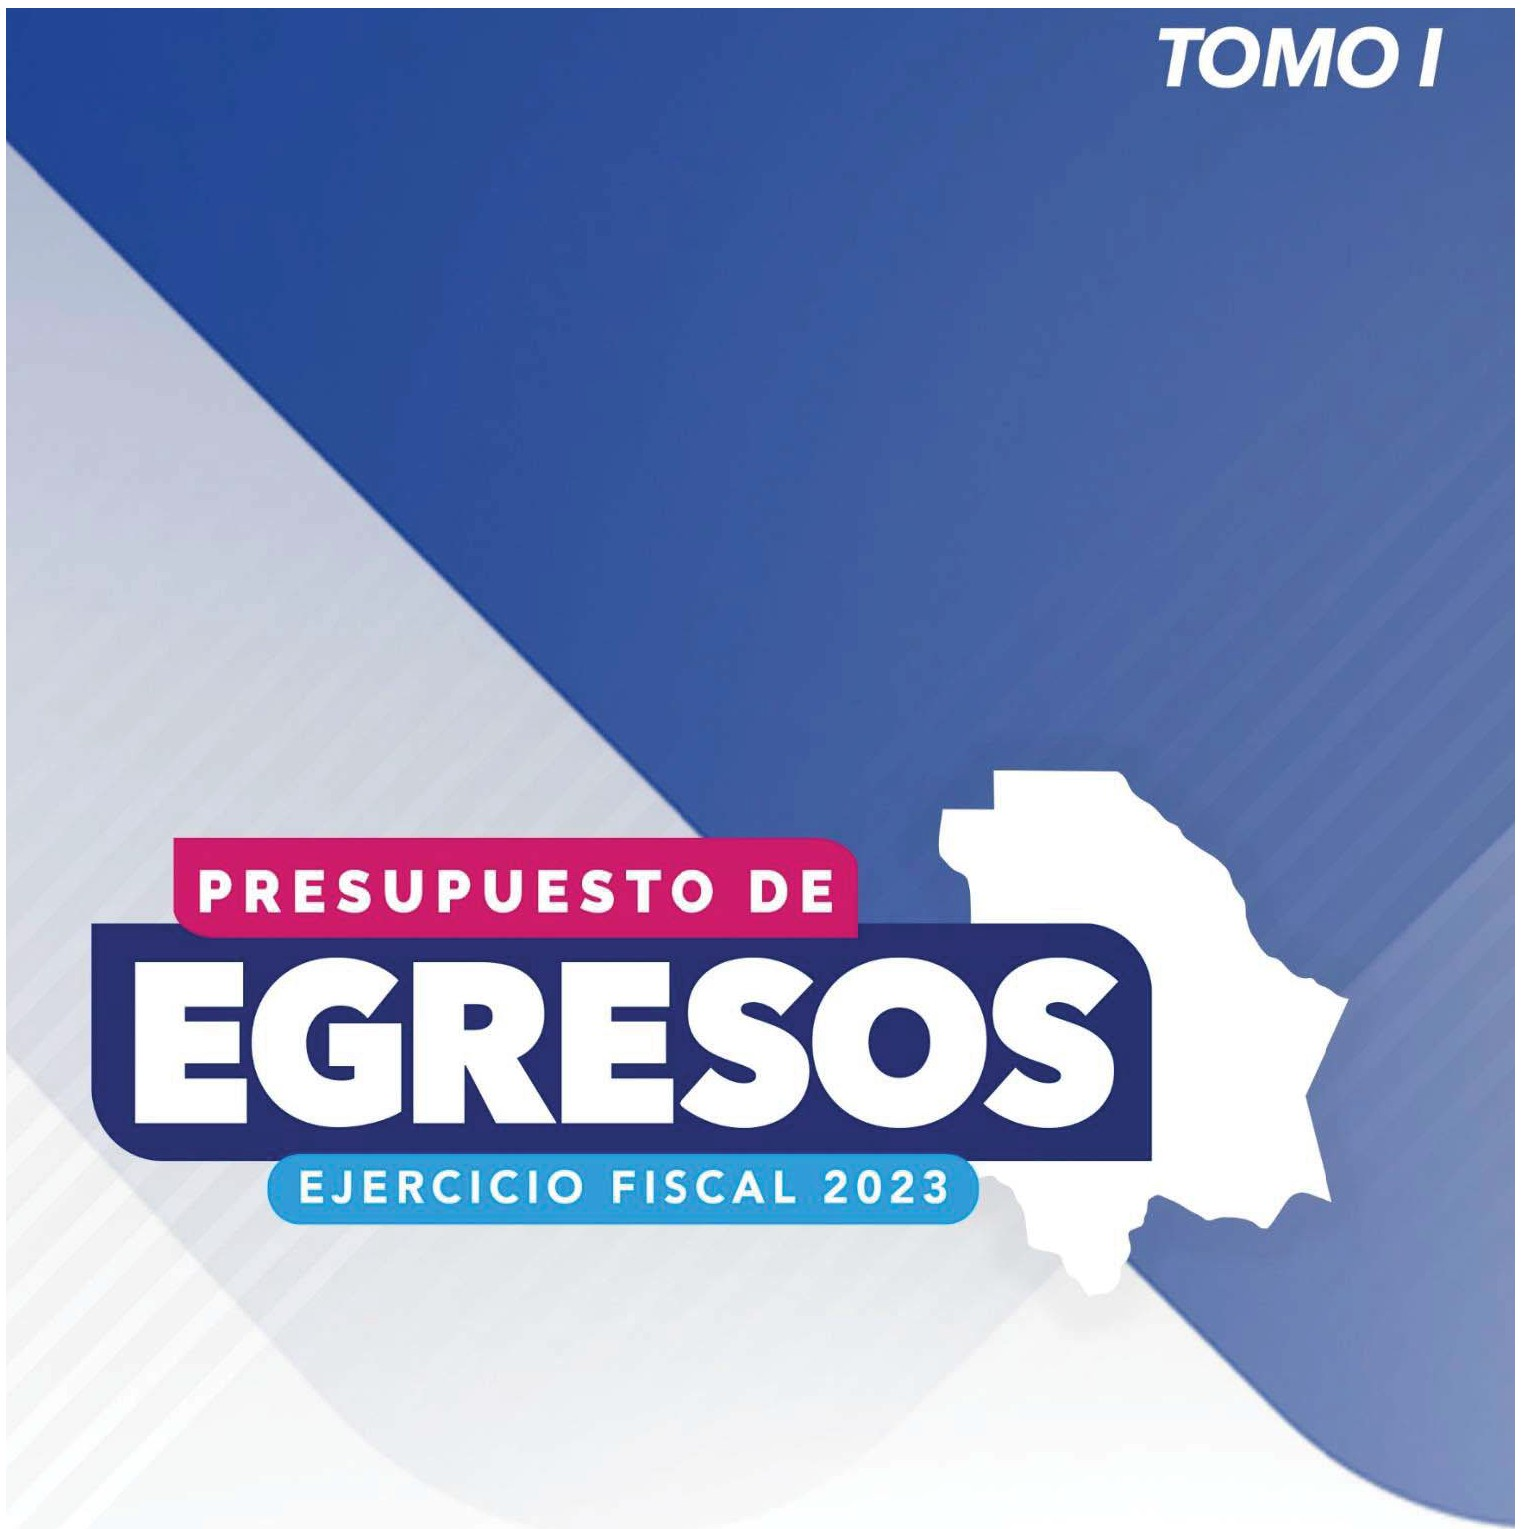 TOMO I
PRESUPUESTO DE
EGRESOS
EJERCICIO FISCAL 2023